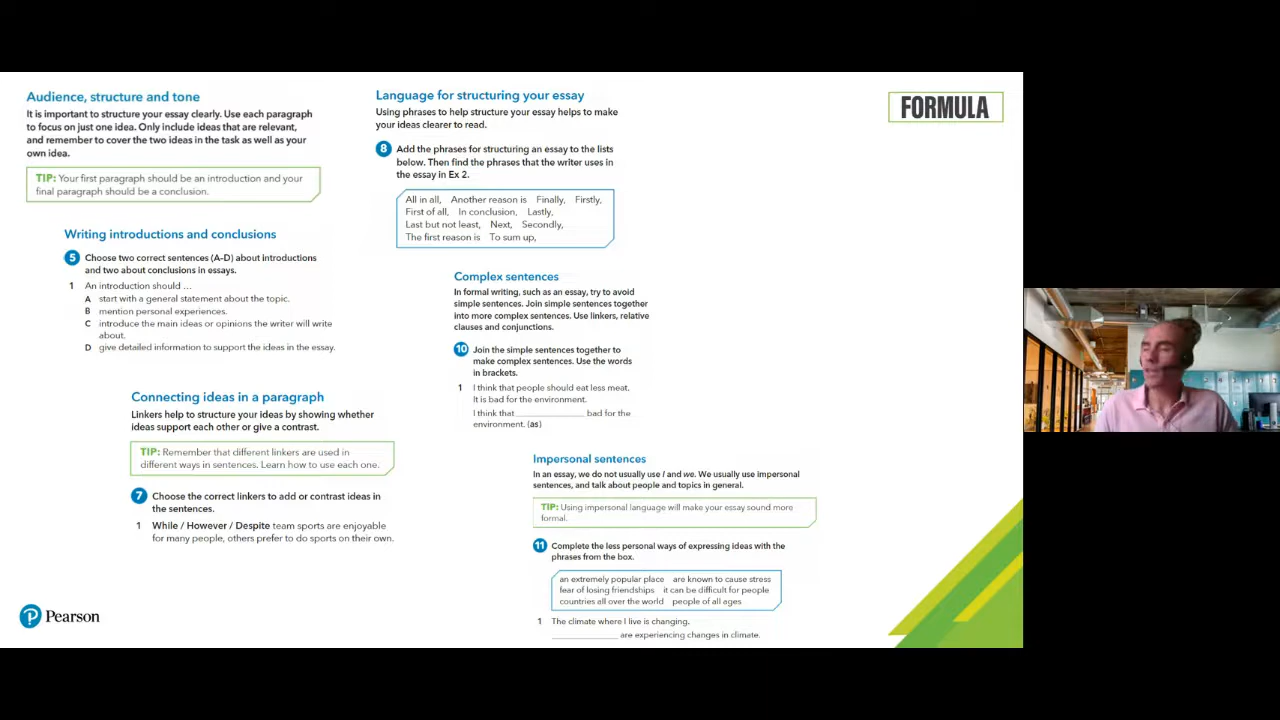 Audience, structure and tone
It is important to structure your essay clearly. Use each paragraph
to focus on just one idea. Only include ideas that are relevant,
and remember to cover the two ideas in the task as well as your
own idea.
TIP: Your first paragraph should be an introduction and your
final paragraph should be a conclusion.
Writing introductions and conclusions
5 Choose two correct sentences (A-D) about introductions
and two about conclusions in essays.
1 An introduction should ...
A start with a general statement about the topic.
B mention personal experiences.
C introduce the main ideas or opinions the writer will write
about.
D give detailed information to support the ideas in the essay.
Connecting ideas in a paragraph
Linkers help to structure your ideas by showing whether
ideas support each other or give a contrast.
TIP: Remember that different linkers are used in
different ways in sentences. Learn how to use each one.
7 Choose the correct linkers to add or contrast ideas in
the sentences.
1 While / However / Despite team sports are enjoyable
for many people, others prefer to do sports on their own.
Language for structuring your essay
Using phrases to help structure your essay helps to make
your ideas clearer to read.
8 Add the phrases for structuring an essay to the lists
below. Then find the phrases that the writer uses in
the essay in Ex 2.
All in all, Another reason is Finally, Firstly,
First of all, In conclusion, Lastly,
Last but not least, Next, Secondly,
The first reason is To sum up,
Complex sentences
In formal writing, such as an essay, try to avoid
simple sentences. Join simple sentences together
into more complex sentences. Use linkers, relative
clauses and conjunctions.
10 Join the simple sentences together to
make complex sentences. Use the words
in brackets.
1 I think that people should eat less meat.
It is bad for the environment.
I think that ______________ bad for the
environment. (as)
Impersonal sentences
In an essay, we do not usually use I and we. We usually use impersonal
sentences, and talk about people and topics in general.
TIP: Using impersonal language will make your essay sound more
formal.
11 Complete the less personal ways of expressing ideas with the
phrases from the box.
an extremely popular place are known to cause stress
fear of losing friendships it can be difficult for people
countries all over the world people of all ages
1 The climate where I live is changing.
______________ are experiencing changes in climate.
FORMULA
P Pearson